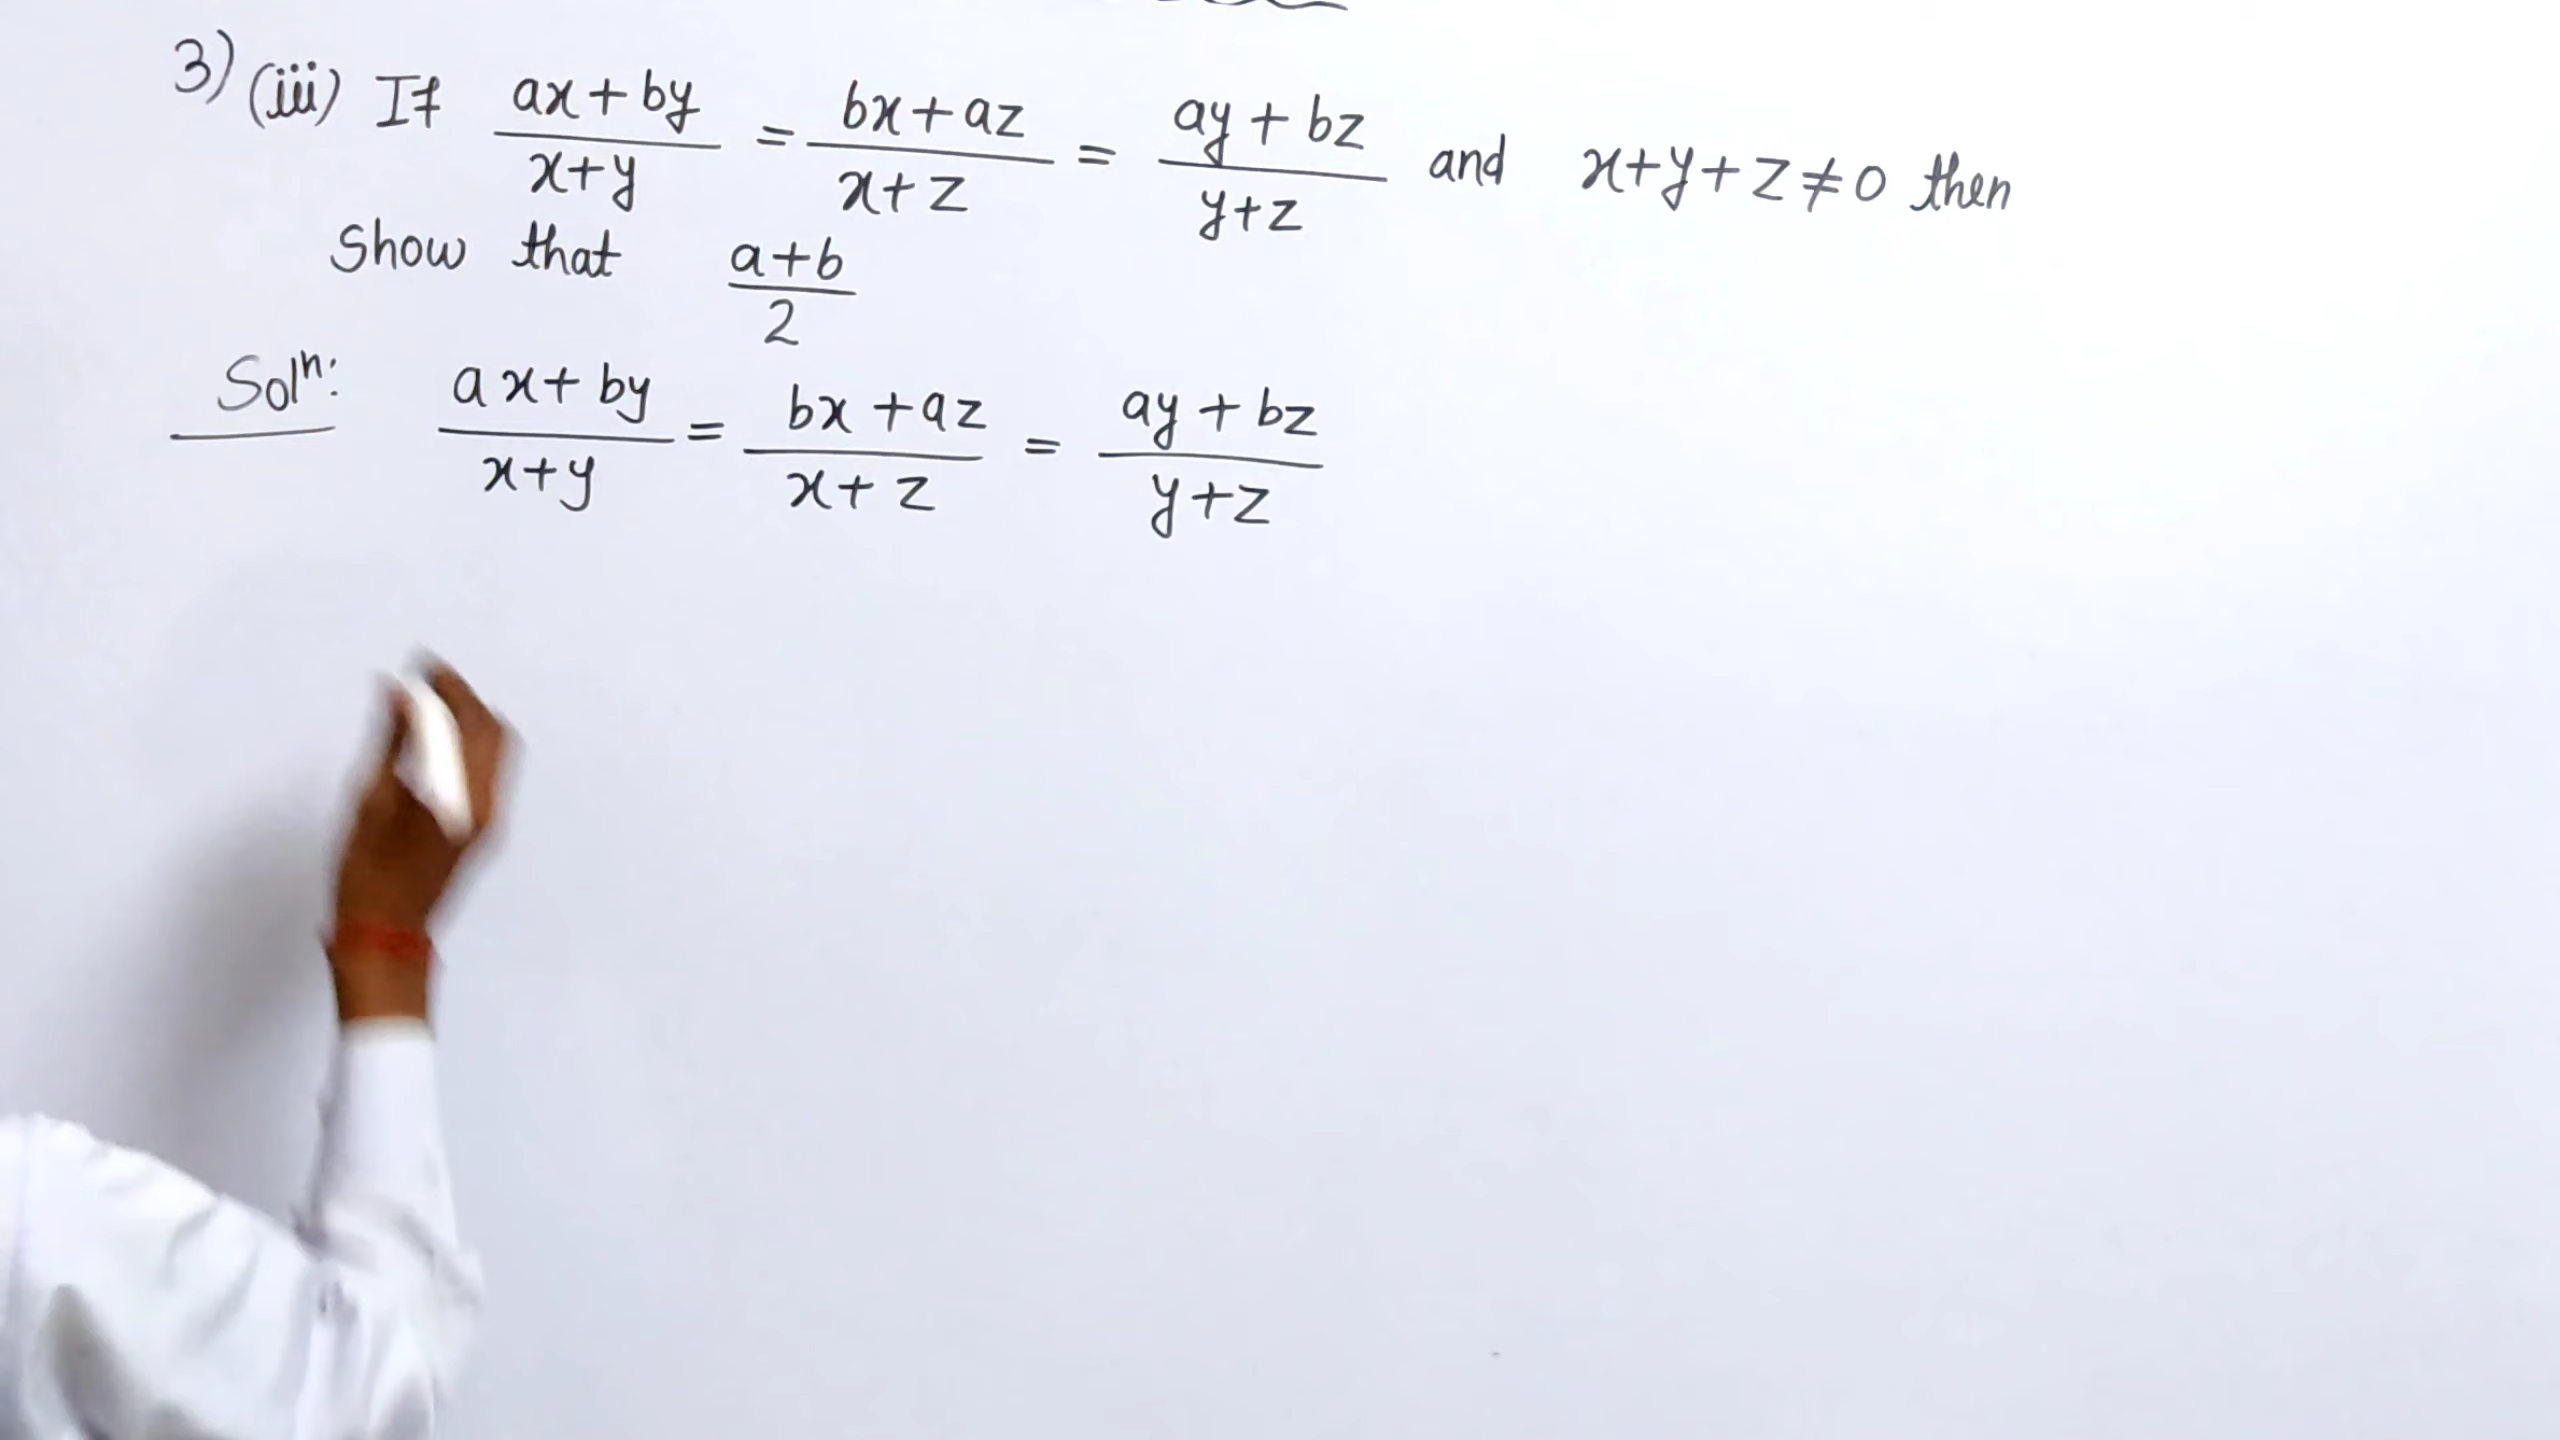 3) (iii) If (ax+by)/(x+y) = (bx+az)/(x+z) = (ay+bz)/(y+z) and x+y+z≠0 then
Show that (a+b)/2
Solⁿ: (ax+by)/(x+y) = (bx+az)/(x+z) = (ay+bz)/(y+z)